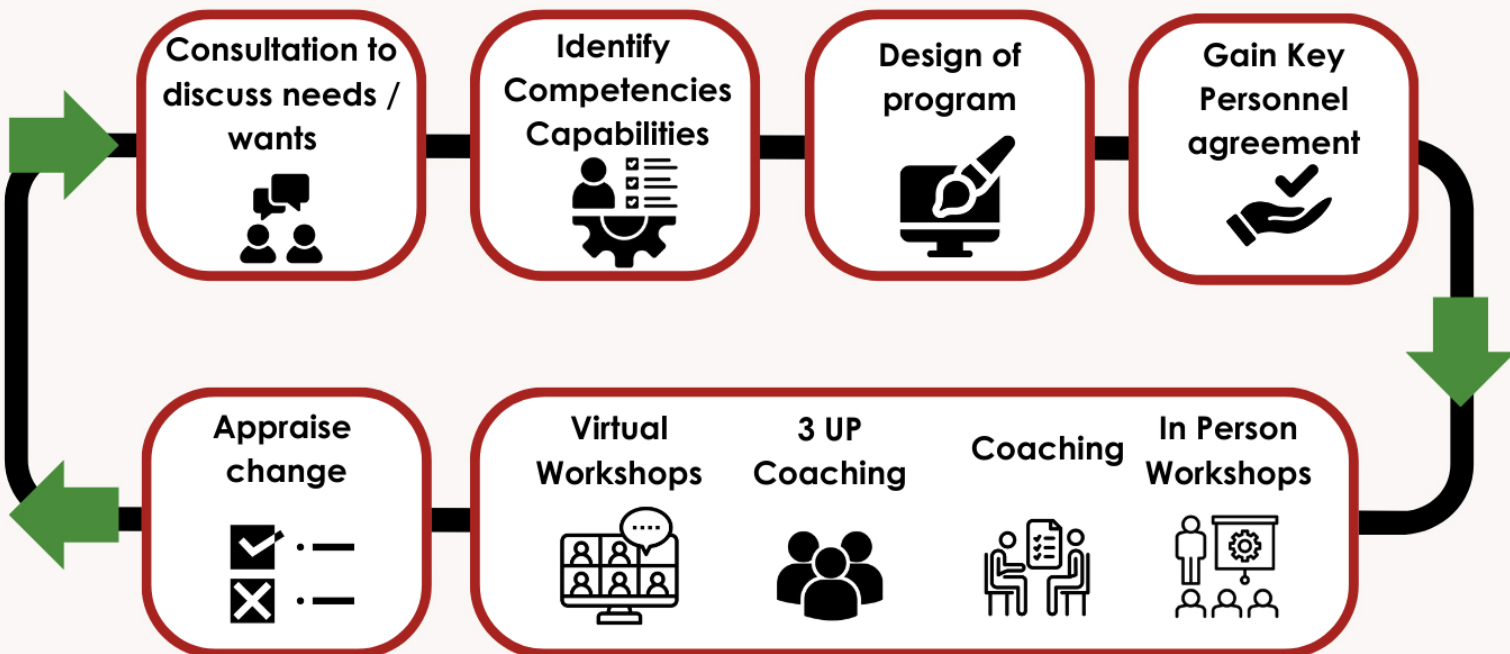 Consultation to
discuss needs /
wants
Identify
Competencies
Capabilities
Design of
program
Gain Key
Personnel
agreement
Appraise
change
Virtual
Workshops
3 UP
Coaching
Coaching
In Person
Workshops